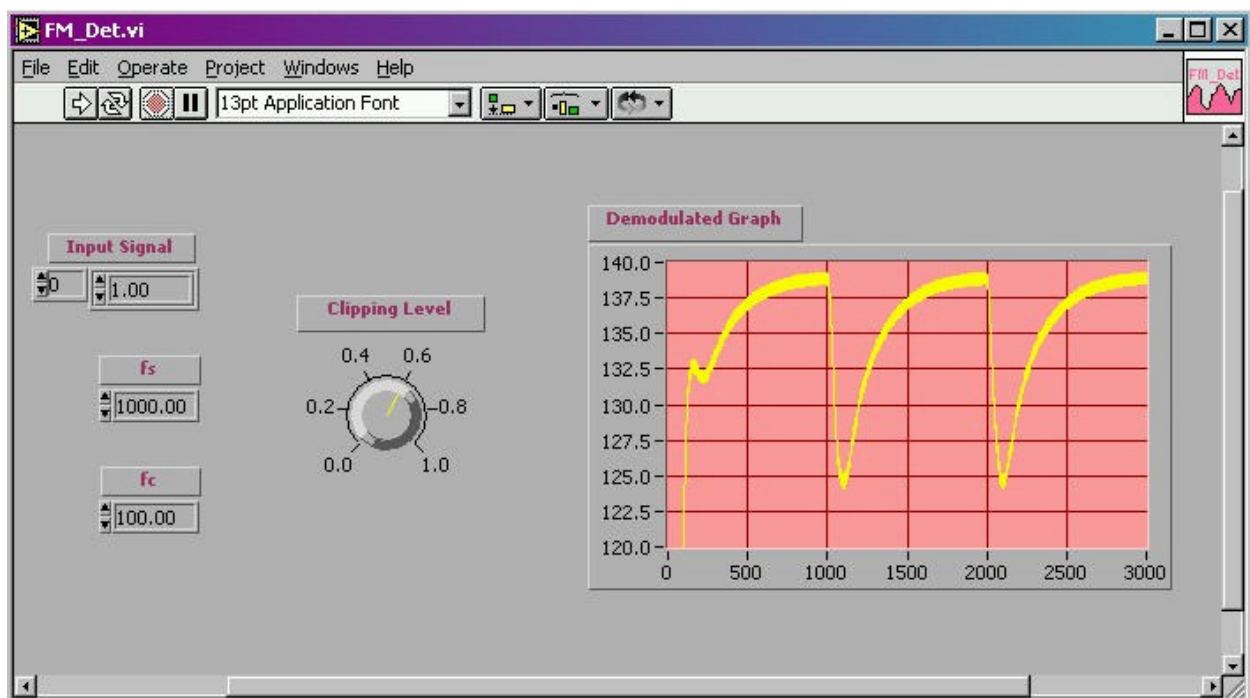 FM_Det.vi
File Edit Operate Project Windows Help
13pt Application Font
FM_Det
Input Signal
0
1.00
fs
1000.00
fc
100.00
Clipping Level
0.4 0.6
0.2 0.8
0.0 1.0
Demodulated Graph
140.0
137.5
135.0
132.5
130.0
127.5
125.0
122.5
120.0
0 500 1000 1500 2000 2500 3000